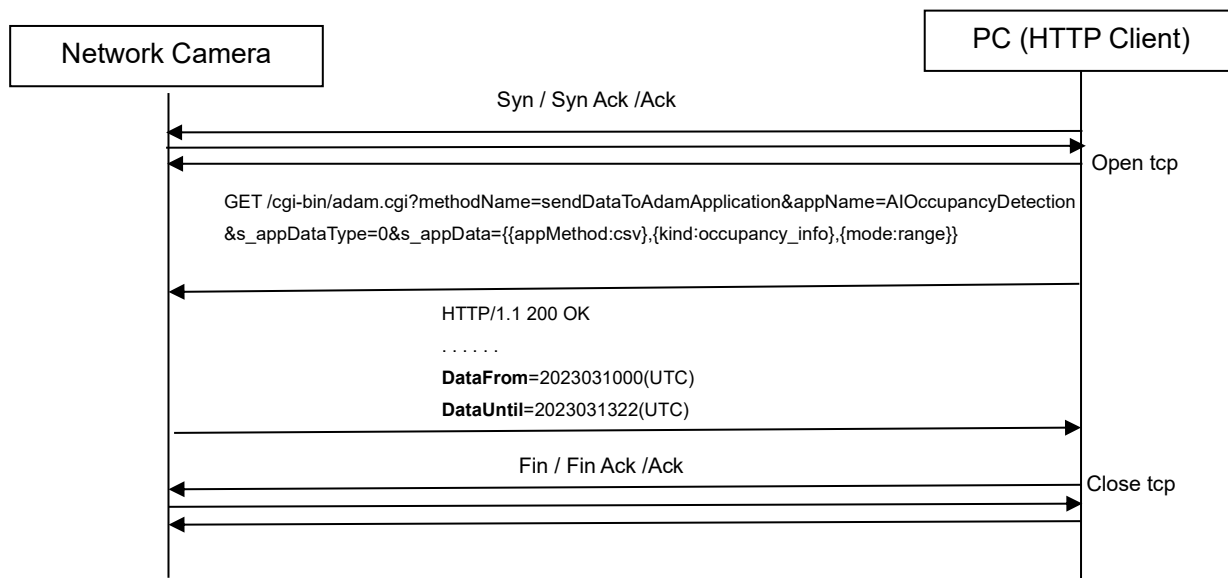 Network Camera
PC (HTTP Client)
Syn / Syn Ack /Ack
Open tcp
GET /cgi-bin/adam.cgi?methodName=sendDataToAdamApplication&appName=AIOccupancyDetection
&s_appDataType=0&s_appData={{appMethod:csv},{kind:occupancy_info},{mode:range}}
HTTP/1.1 200 OK
. . . . . .
DataFrom=2023031000(UTC)
DataUntil=2023031322(UTC)
Fin / Fin Ack /Ack
Close tcp